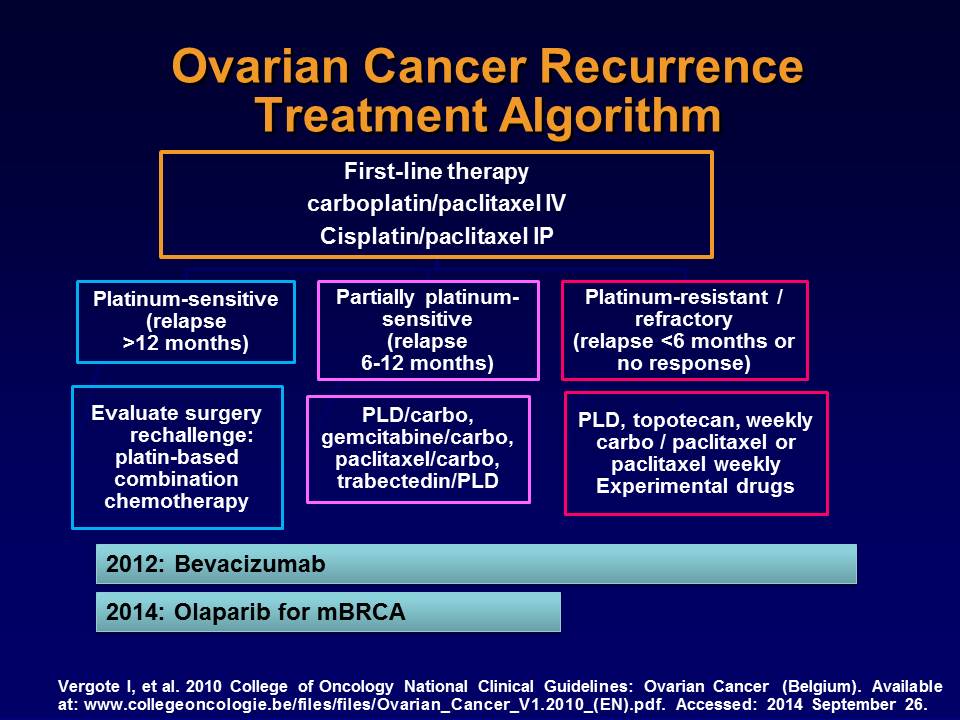 Ovarian Cancer Recurrence
Treatment Algorithm
First-line therapy
carboplatin/paclitaxel IV
Cisplatin/paclitaxel IP
Platinum-sensitive
(relapse
>12 months)
Partially platinum-
sensitive
(relapse
6-12 months)
Platinum-resistant /
refractory
(relapse <6 months or
no response)
Evaluate surgery
rechallenge:
platin-based
combination
chemotherapy
PLD/carbo,
gemcitabine/carbo,
paclitaxel/carbo,
trabectedin/PLD
PLD, topotecan, weekly
carbo / paclitaxel or
paclitaxel weekly
Experimental drugs
2012: Bevacizumab
2014: Olaparib for mBRCA
Vergote I, et al. 2010 College of Oncology National Clinical Guidelines: Ovarian Cancer (Belgium). Available
at: www.collegeoncologie.be/files/files/Ovarian_Cancer_V1.2010_(EN).pdf. Accessed: 2014 September 26.